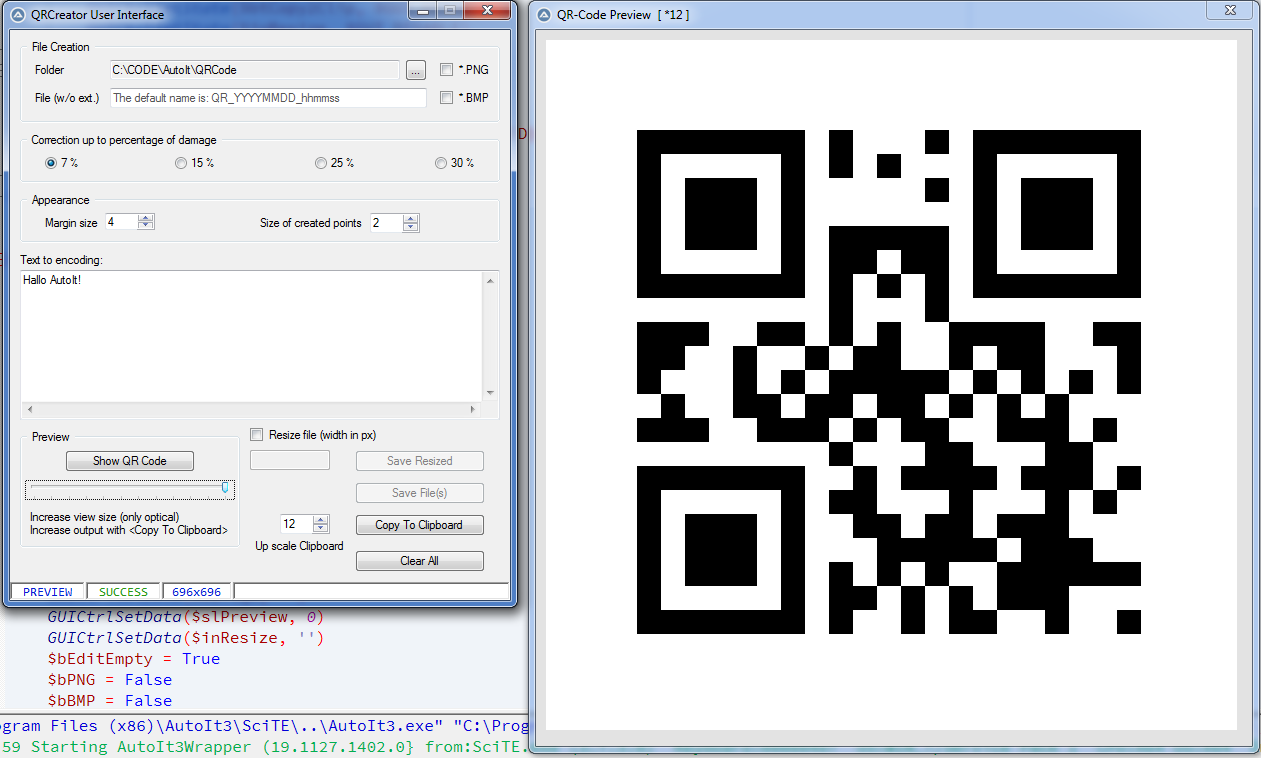 QRCreator User Interface
File Creation
Folder C:\CODE\AutoIt\QRCode ... *.PNG
File (w/o ext.) The default name is: QR_YYYYMMDD_hhmmss *.BMP
Correction up to percentage of damage
7 % 15 % 25 % 30 %
Appearance
Margin size 4 Size of created points 2
Text to encoding:
Hallo AutoIt!
Preview
Resize file (width in px)
Show QR Code
Save Resized
Save File(s)
Increase view size (only optical)
Increase output with <Copy To Clipboard>
12
Copy To Clipboard
Up scale Clipboard
Clear All
PREVIEW SUCCESS 696x696
QR-Code Preview [ *12 ]
D
GUICtrlSetData($slPreview, 0)
GUICtrlSetData($inResize, '')
$bEditEmpty = True
$bPNG = False
$bBMP = False
ogram Files (x86)\AutoIt3\SciTE\..\AutoIt3.exe" "C:\Prog
59 Starting AutoIt3Wrapper (19.1127.1402.0} from:SciTE.